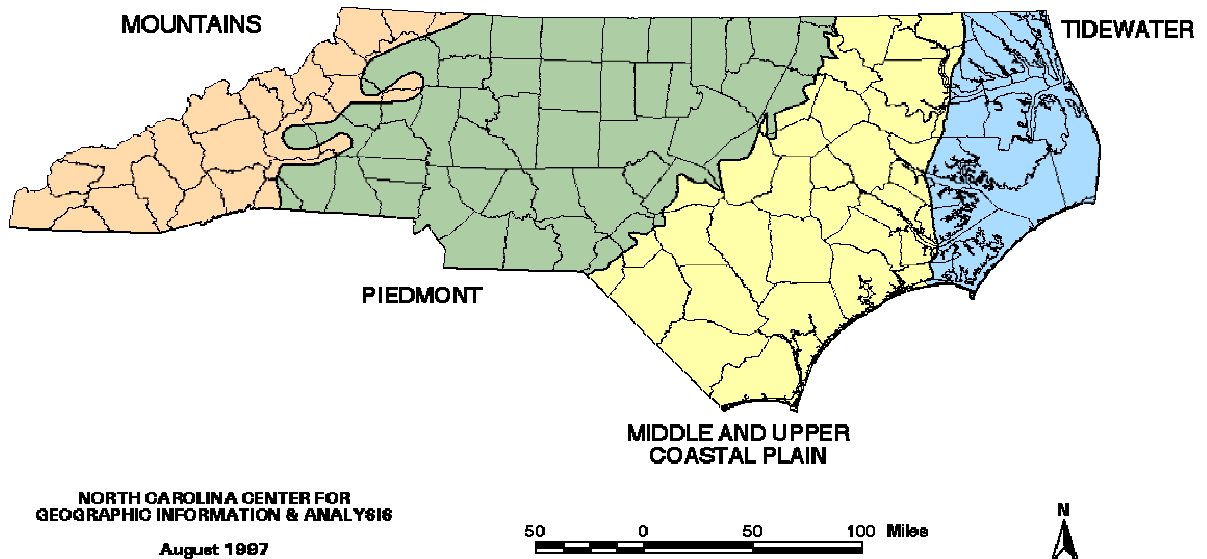 MOUNTAINS
TIDEWATER
PIEDMONT
MIDDLE AND UPPER
COASTAL PLAIN
NORTH CAROLINA CENTER FOR
GEOGRAPHIC INFORMATION & ANALYSIS
August 1997
50 0 50 100 Miles
N